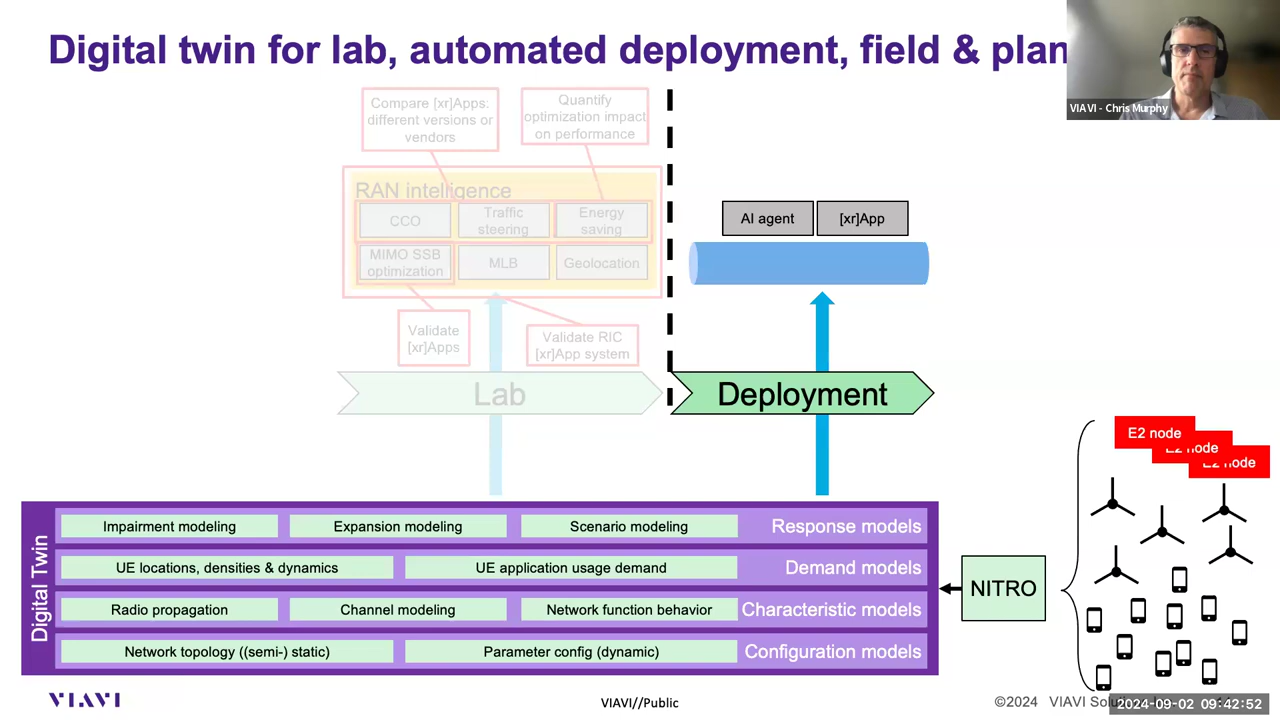 Digital twin for lab, automated deployment, field & plan
VIAVI - Chris Murphy
Compare [xr]Apps.
different versions or
vendors
Quantify
optimization impact
on performance
RAN intelligence
CCO
Traffic
steering
Energy
saving
MIMO SSB
optimization
MLB
Geolocation
Validate
[xr]Apps
Validate RIC
[xr]App system
AI agent
[xr]App
Lab
Deployment
Digital Twin
Impairment modeling
Expansion modeling
Scenario modeling
Response models
UE locations, densities & dynamics
UE application usage demand
Demand models
Radio propagation
Channel modeling
Network function behavior
Characteristic models
Network topology ((semi-) static)
Parameter config (dynamic)
Configuration models
NITRO
E2 node
E2 node
E2 node
VIAVI
VIAVI//Public
©2024 VIAVI
2024-09-02 09:42:52